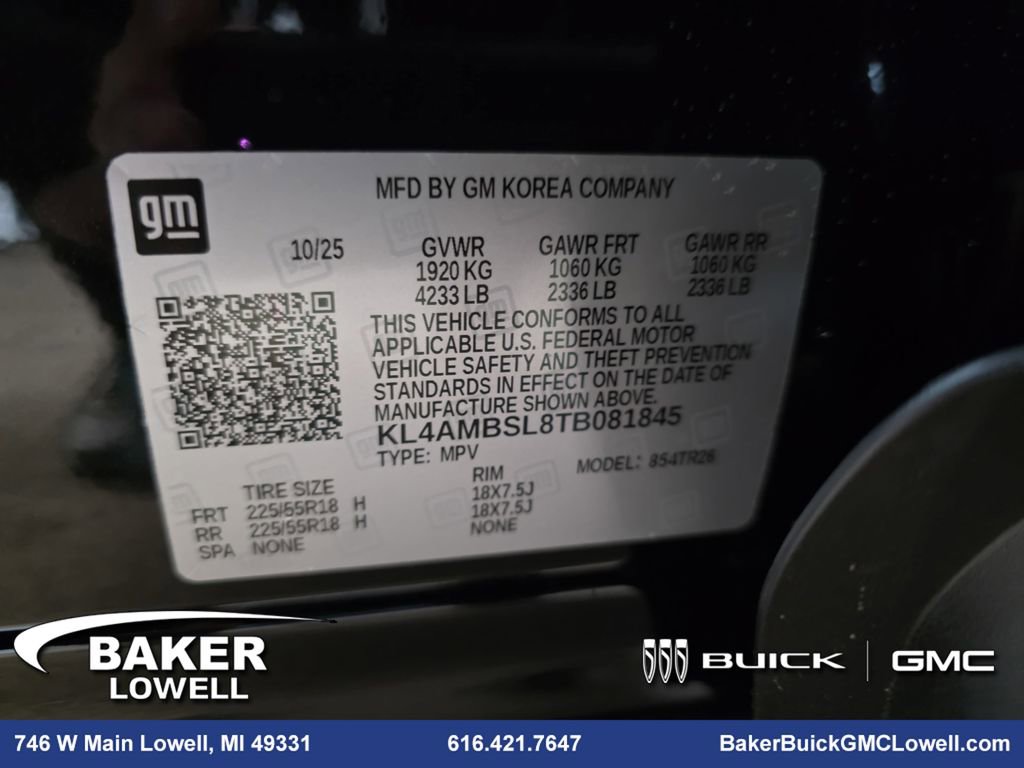 gm
MFD BY GM KOREA COMPANY
10/25 GVWR GAWR FRT GAWR RR
1920 KG 1060 KG 1060 KG
4233 LB 2336 LB 2336 LB
THIS VEHICLE CONFORMS TO ALL
APPLICABLE U.S. FEDERAL MOTOR
VEHICLE SAFETY AND THEFT PREVENTION
STANDARDS IN EFFECT ON THE DATE OF
MANUFACTURE SHOWN ABOVE.
KL4AMBSL8TB081845
TYPE: MPV MODEL: 854TR26
TIRE SIZE RIM
FRT 225/55R18 H 18X7.5J
RR 225/55R18 H 18X7.5J
SPA NONE NONE
BAKER
LOWELL
BUICK GMC
746 W Main Lowell, MI 49331 616.421.7647 BakerBuickGMCLowell.com